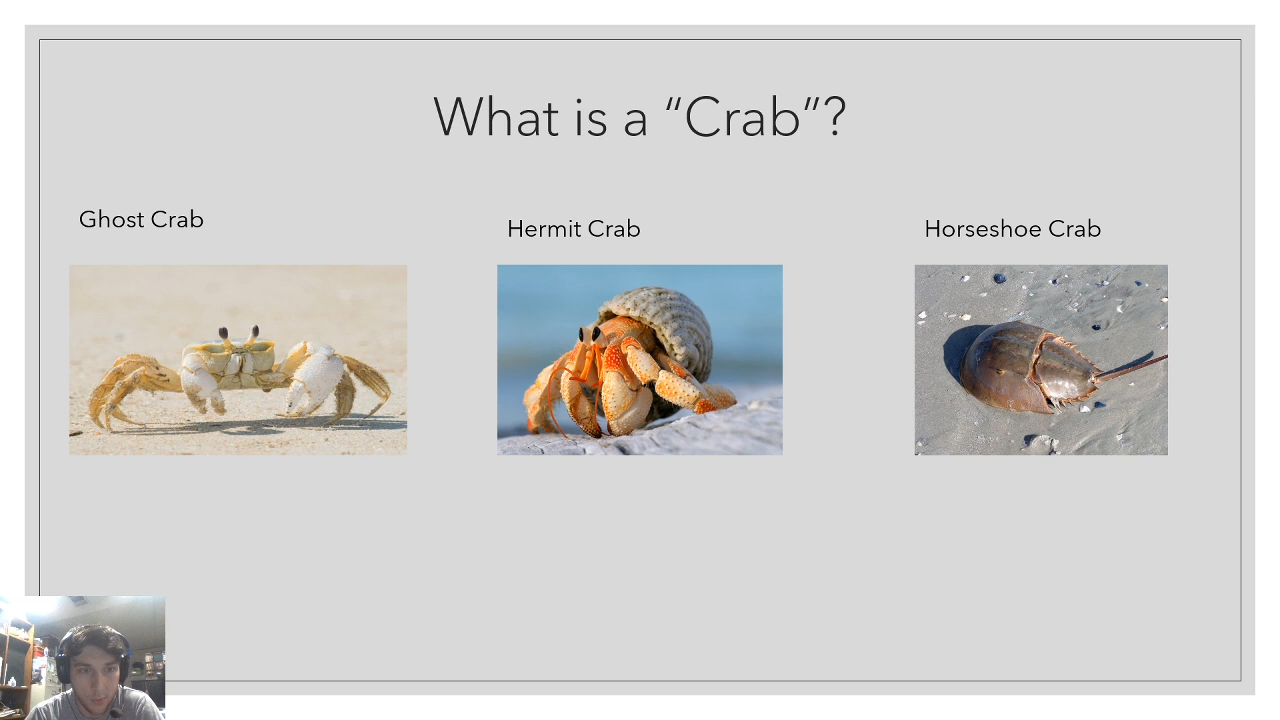 What is a “Crab”?
Ghost Crab
Hermit Crab
Horseshoe Crab